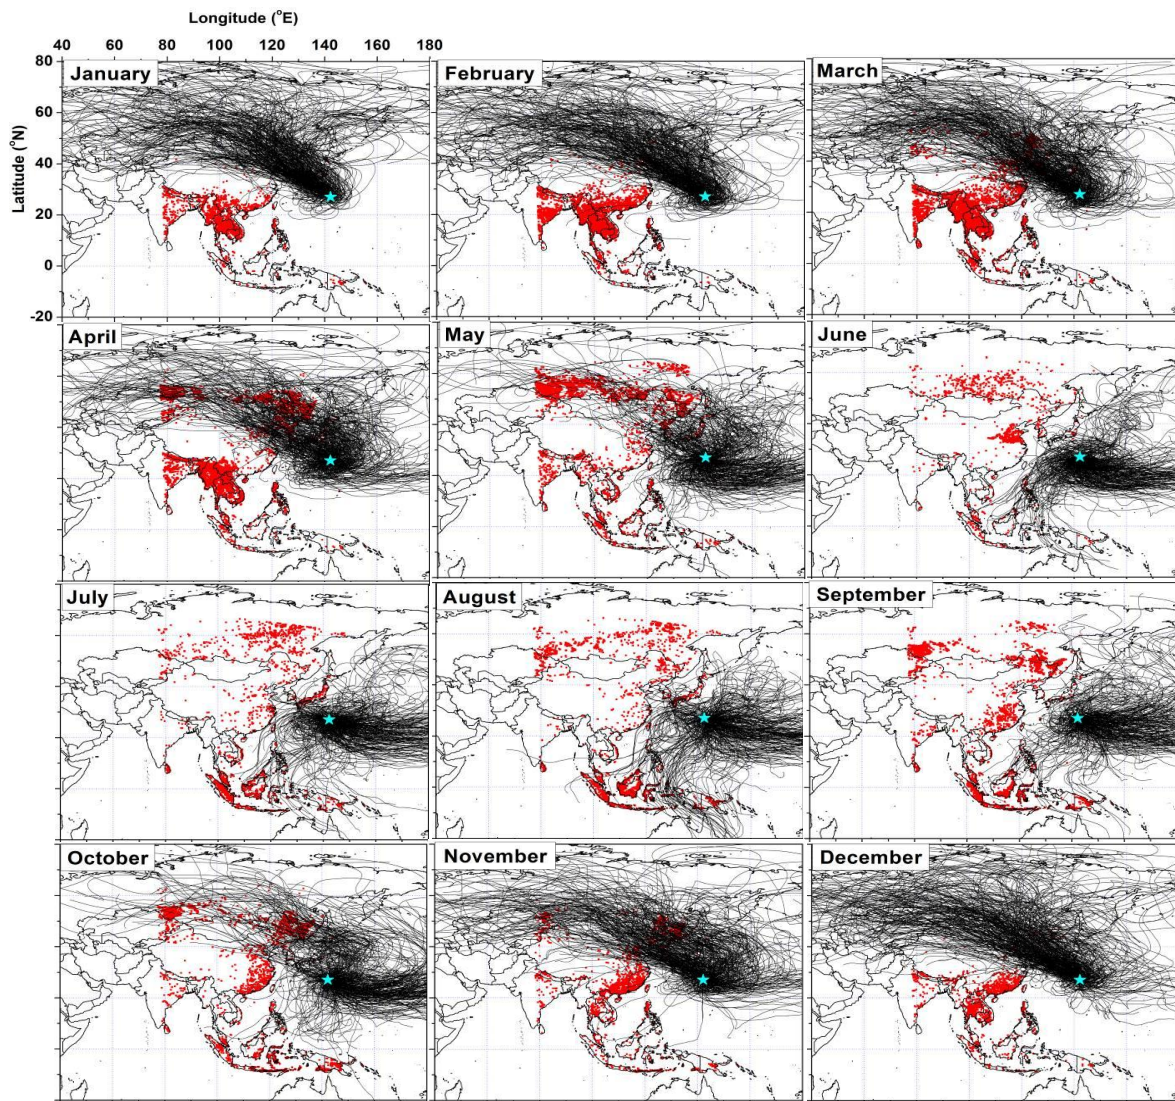 Longitude (°E)
40 60 80 100 120 140 160 180
Latitude (°N)
80
60
40
20
0
-20
January
February
March
April
May
June
July
August
September
October
November
December